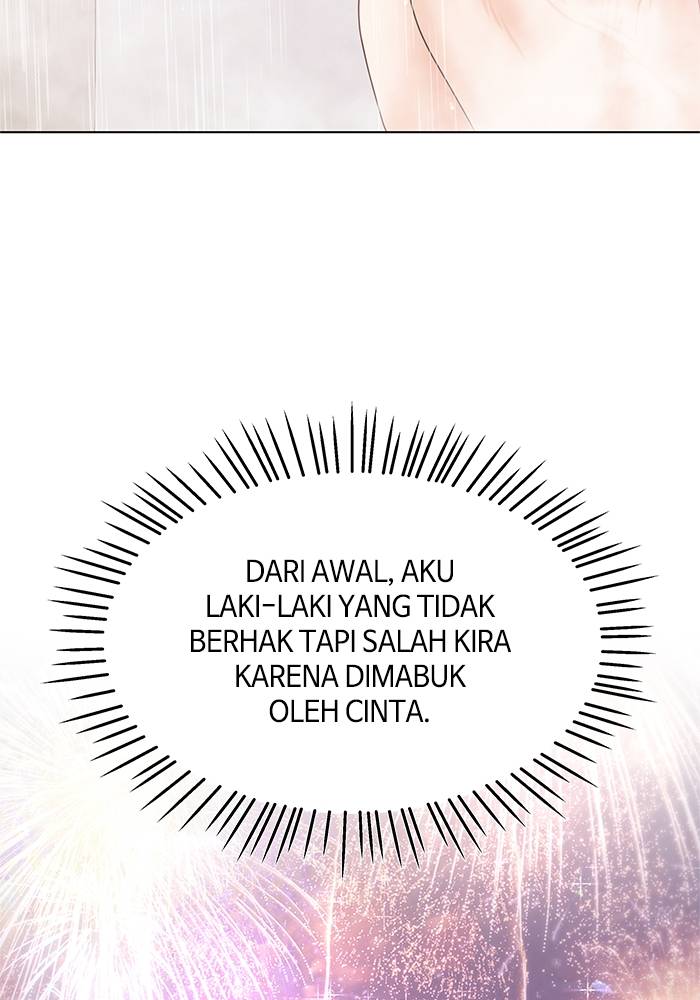 DARI AWAL, AKU
LAKI-LAKI YANG TIDAK
BERHAK TAPI SALAH KIRA
KARENA DIMABUK
OLEH CINTA.